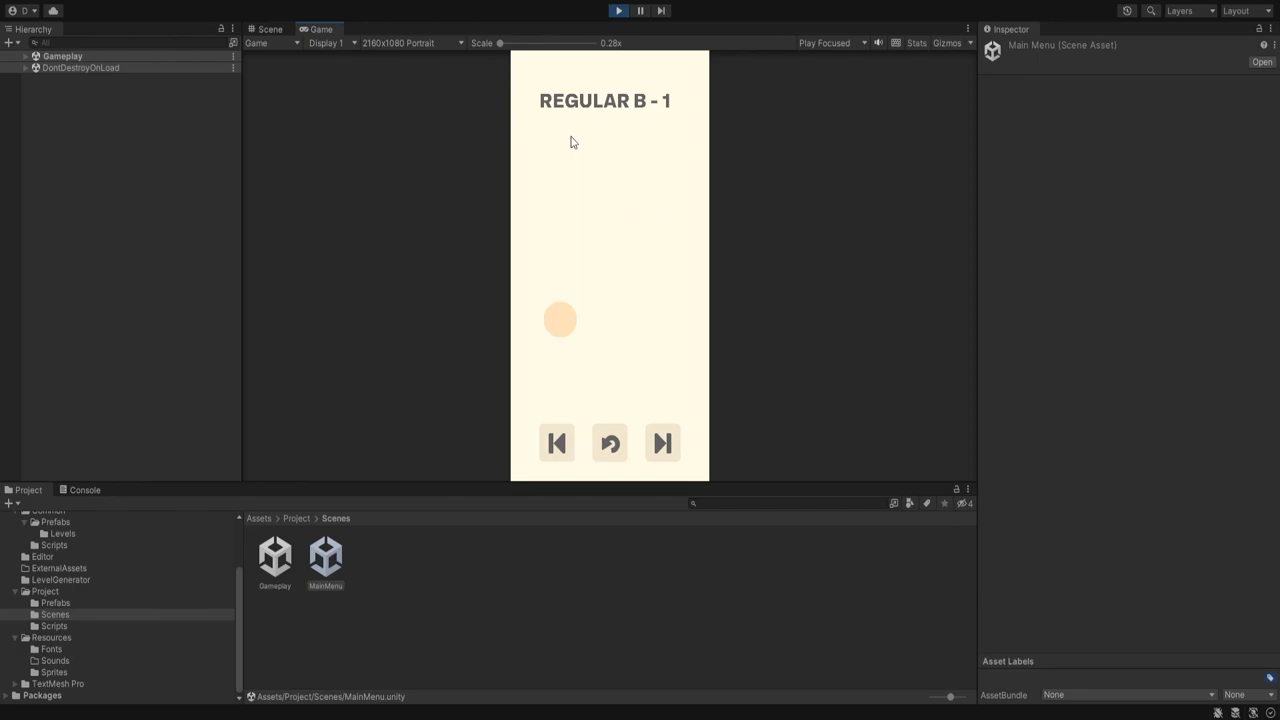 D
Layers
Layout
Hierarchy
Scene
Game
Inspector
All
Game
Display 1
2160x1080 Portrait
Scale
0.28x
Play Focused
Stats
Gizmos
Main Menu (Scene Asset)
Open
Gameplay
DontDestroyOnLoad
REGULAR B - 1
Project
Console
4
Prefabs
Levels
Scripts
Editor
ExternalAssets
LevelGenerator
Project
Prefabs
Scenes
Scripts
Resources
Fonts
Sounds
Sprites
TextMesh Pro
Packages
Assets > Project > Scenes
Gameplay
MainMenu
Assets/Project/Scenes/MainMenu.unity
Asset Labels
AssetBundle
None
None